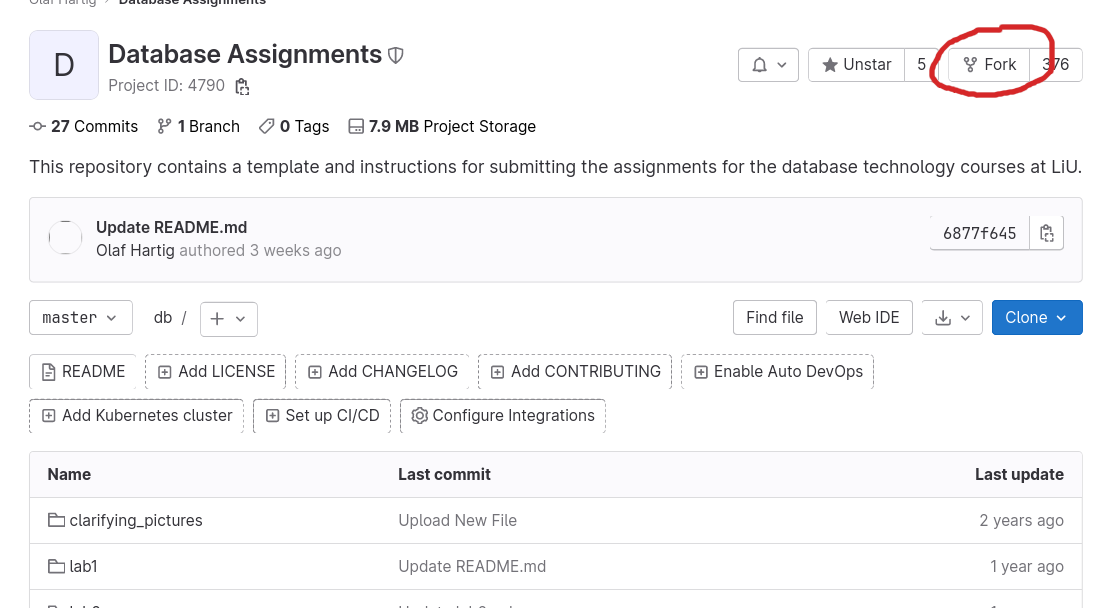 Olaf Hartig > Database Assignments
D
Database Assignments
Project ID: 4790
Unstar 5 Fork 376
27 Commits 1 Branch 0 Tags 7.9 MB Project Storage
This repository contains a template and instructions for submitting the assignments for the database technology courses at LiU.
Update README.md
Olaf Hartig authored 3 weeks ago
6877f645
master db / + Find file Web IDE Clone
README Add LICENSE Add CHANGELOG Add CONTRIBUTING Enable Auto DevOps
Add Kubernetes cluster Set up CI/CD Configure Integrations
Name Last commit Last update
clarifying_pictures Upload New File 2 years ago
lab1 Update README.md 1 year ago